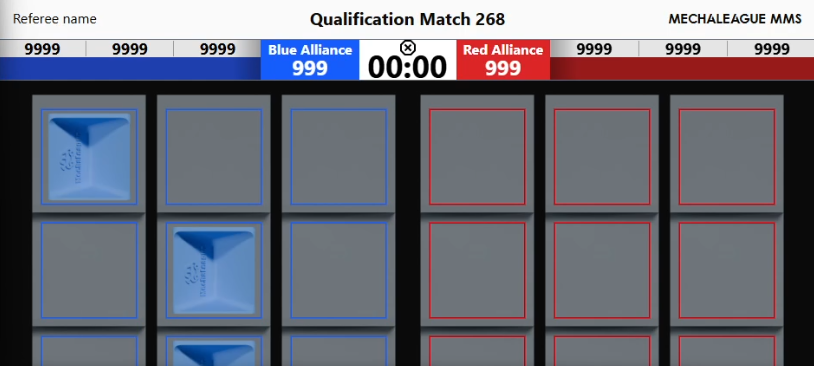 Referee name
Qualification Match 268
MECHALEAGUE MMS
9999
9999
9999
Blue Alliance
999
00:00
Red Alliance
999
9999
9999
9999